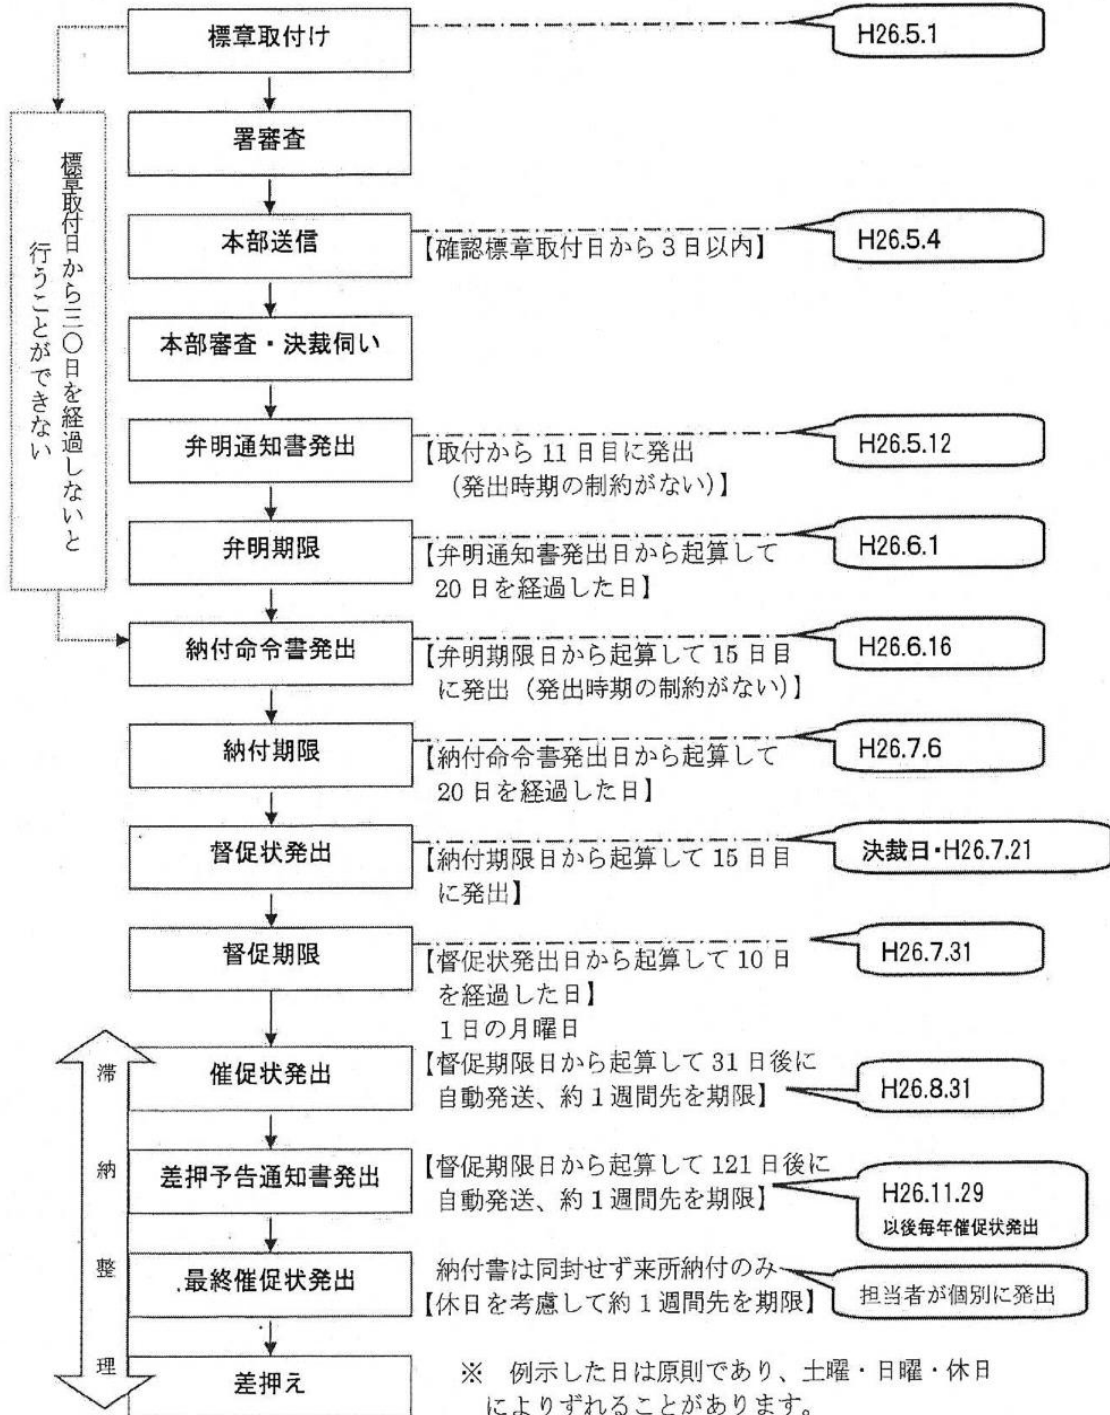 標章取付け
H26.5.1
標章取付日から三〇日を経過しないと
行うことができない
署審査
本部送信
【確認標章取付日から3日以内】
H26.5.4
本部審査・決裁伺い
弁明通知書発出
【取付から11日目に発出
(発出時期の制約がない)】
H26.5.12
弁明期限
【弁明通知書発出日から起算して
20日を経過した日】
H26.6.1
納付命令書発出
【弁明期限日から起算して15日目
に発出(発出時期の制約がない)】
H26.6.16
納付期限
【納付命令書発出日から起算して
20日を経過した日】
H26.7.6
督促状発出
【納付期限日から起算して15日目
に発出】
決裁日・H26.7.21
督促期限
【督促状発出日から起算して10日
を経過した日】
1日の月曜日
H26.7.31
滞納整理
催促状発出
【督促期限日から起算して31日後に
自動発送、約1週間先を期限】
H26.8.31
差押予告通知書発出
【督促期限日から起算して121日後に
自動発送、約1週間先を期限】
H26.11.29
以後毎年催促状発出
最終催促状発出
納付書は同封せず来所納付のみ
【休日を考慮して約1週間先を期限】
担当者が個別に発出
差押え
※ 例示した日は原則であり、土曜・日曜・休日
によりずれることがあります。